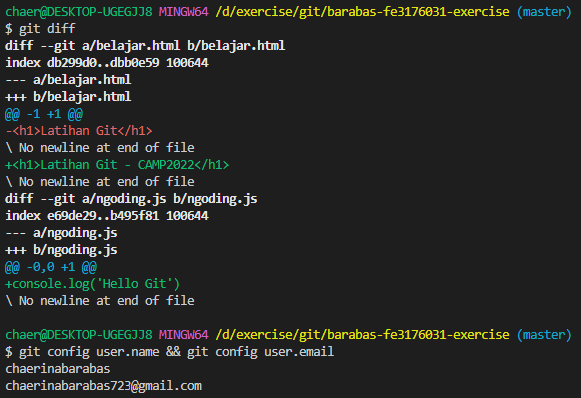 chaer@DESKTOP-UGEGJJ8 MINGW64 /d/exercise/git/barabas-fe3176031-exercise (master)
$ git diff
diff --git a/belajar.html b/belajar.html
index db299d0..dbb0e59 100644
--- a/belajar.html
+++ b/belajar.html
@@ -1 +1 @@
-<h1>Latihan Git</h1>
\ No newline at end of file
+<h1>Latihan Git - CAMP2022</h1>
\ No newline at end of file
diff --git a/ngoding.js b/ngoding.js
index e69de29..b495f81 100644
--- a/ngoding.js
+++ b/ngoding.js
@@ -0,0 +1 @@
+console.log('Hello Git')
\ No newline at end of file
chaer@DESKTOP-UGEGJJ8 MINGW64 /d/exercise/git/barabas-fe3176031-exercise (master)
$ git config user.name && git config user.email
chaerinabarabas
chaerinabarabas723@gmail.com